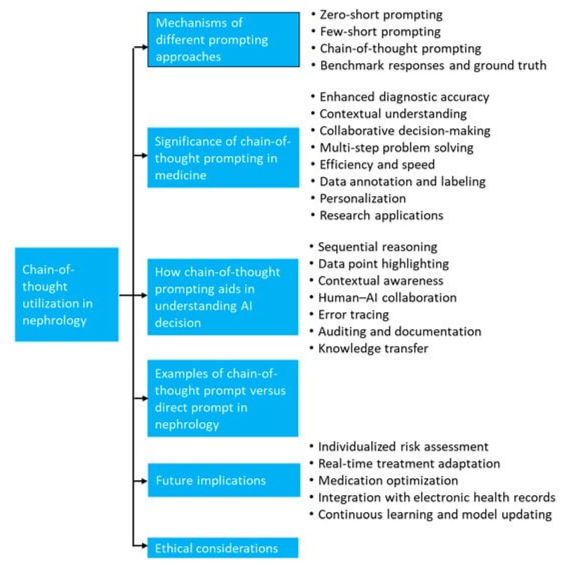 Chain-of-
thought
utilization in
nephrology
Mechanisms of
different prompting
approaches
• Zero-short prompting
• Few-short prompting
• Chain-of-thought prompting
• Benchmark responses and ground truth
Significance of chain-of-
thought prompting in
medicine
• Enhanced diagnostic accuracy
• Contextual understanding
• Collaborative decision-making
• Multi-step problem solving
• Efficiency and speed
• Data annotation and labeling
• Personalization
• Research applications
How chain-of-thought
prompting aids in
understanding AI
decision
• Sequential reasoning
• Data point highlighting
• Contextual awareness
• Human–AI collaboration
• Error tracing
• Auditing and documentation
• Knowledge transfer
Examples of chain-of-
thought prompt versus
direct prompt in
nephrology
Future implications
• Individualized risk assessment
• Real-time treatment adaptation
• Medication optimization
• Integration with electronic health records
• Continuous learning and model updating
Ethical considerations